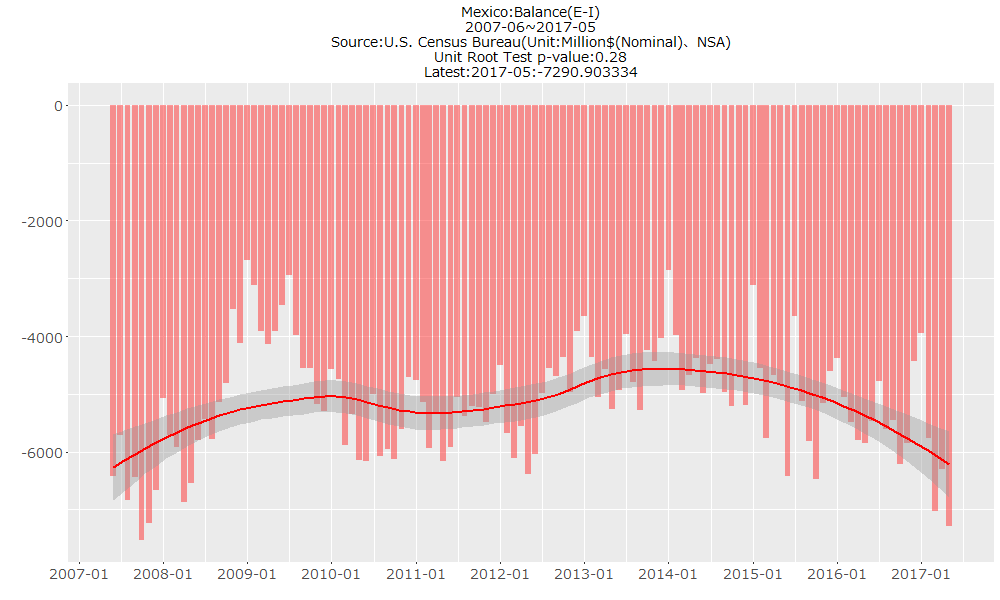 Mexico:Balance(E-I)
2007-06~2017-05
Source:U.S. Census Bureau(Unit:Million$(Nominal)、NSA)
Unit Root Test p-value:0.28
Latest:2017-05:-7290.903334
0
-2000
-4000
-6000
2007-01 2008-01 2009-01 2010-01 2011-01 2012-01 2013-01 2014-01 2015-01 2016-01 2017-01